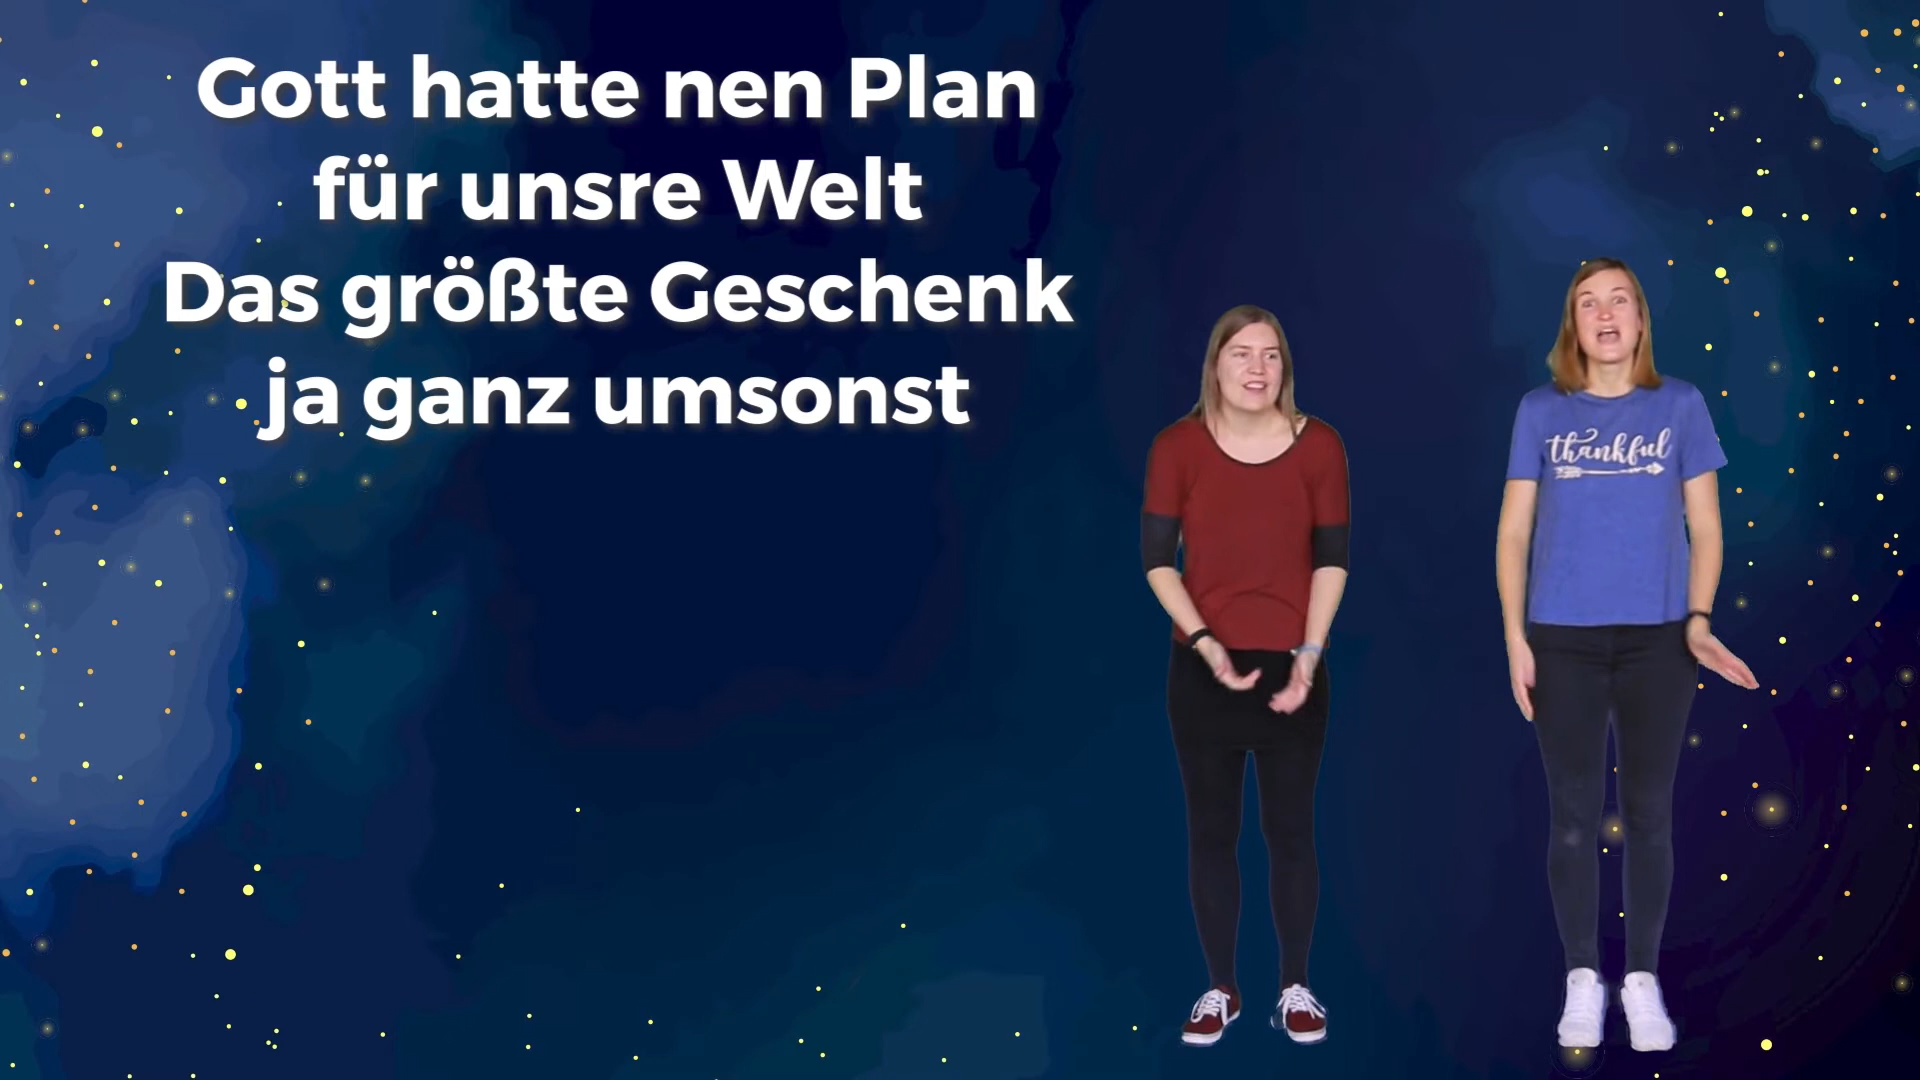 Gott hatte nen Plan
für unsre Welt
Das größte Geschenk
ja ganz umsonst
thankful